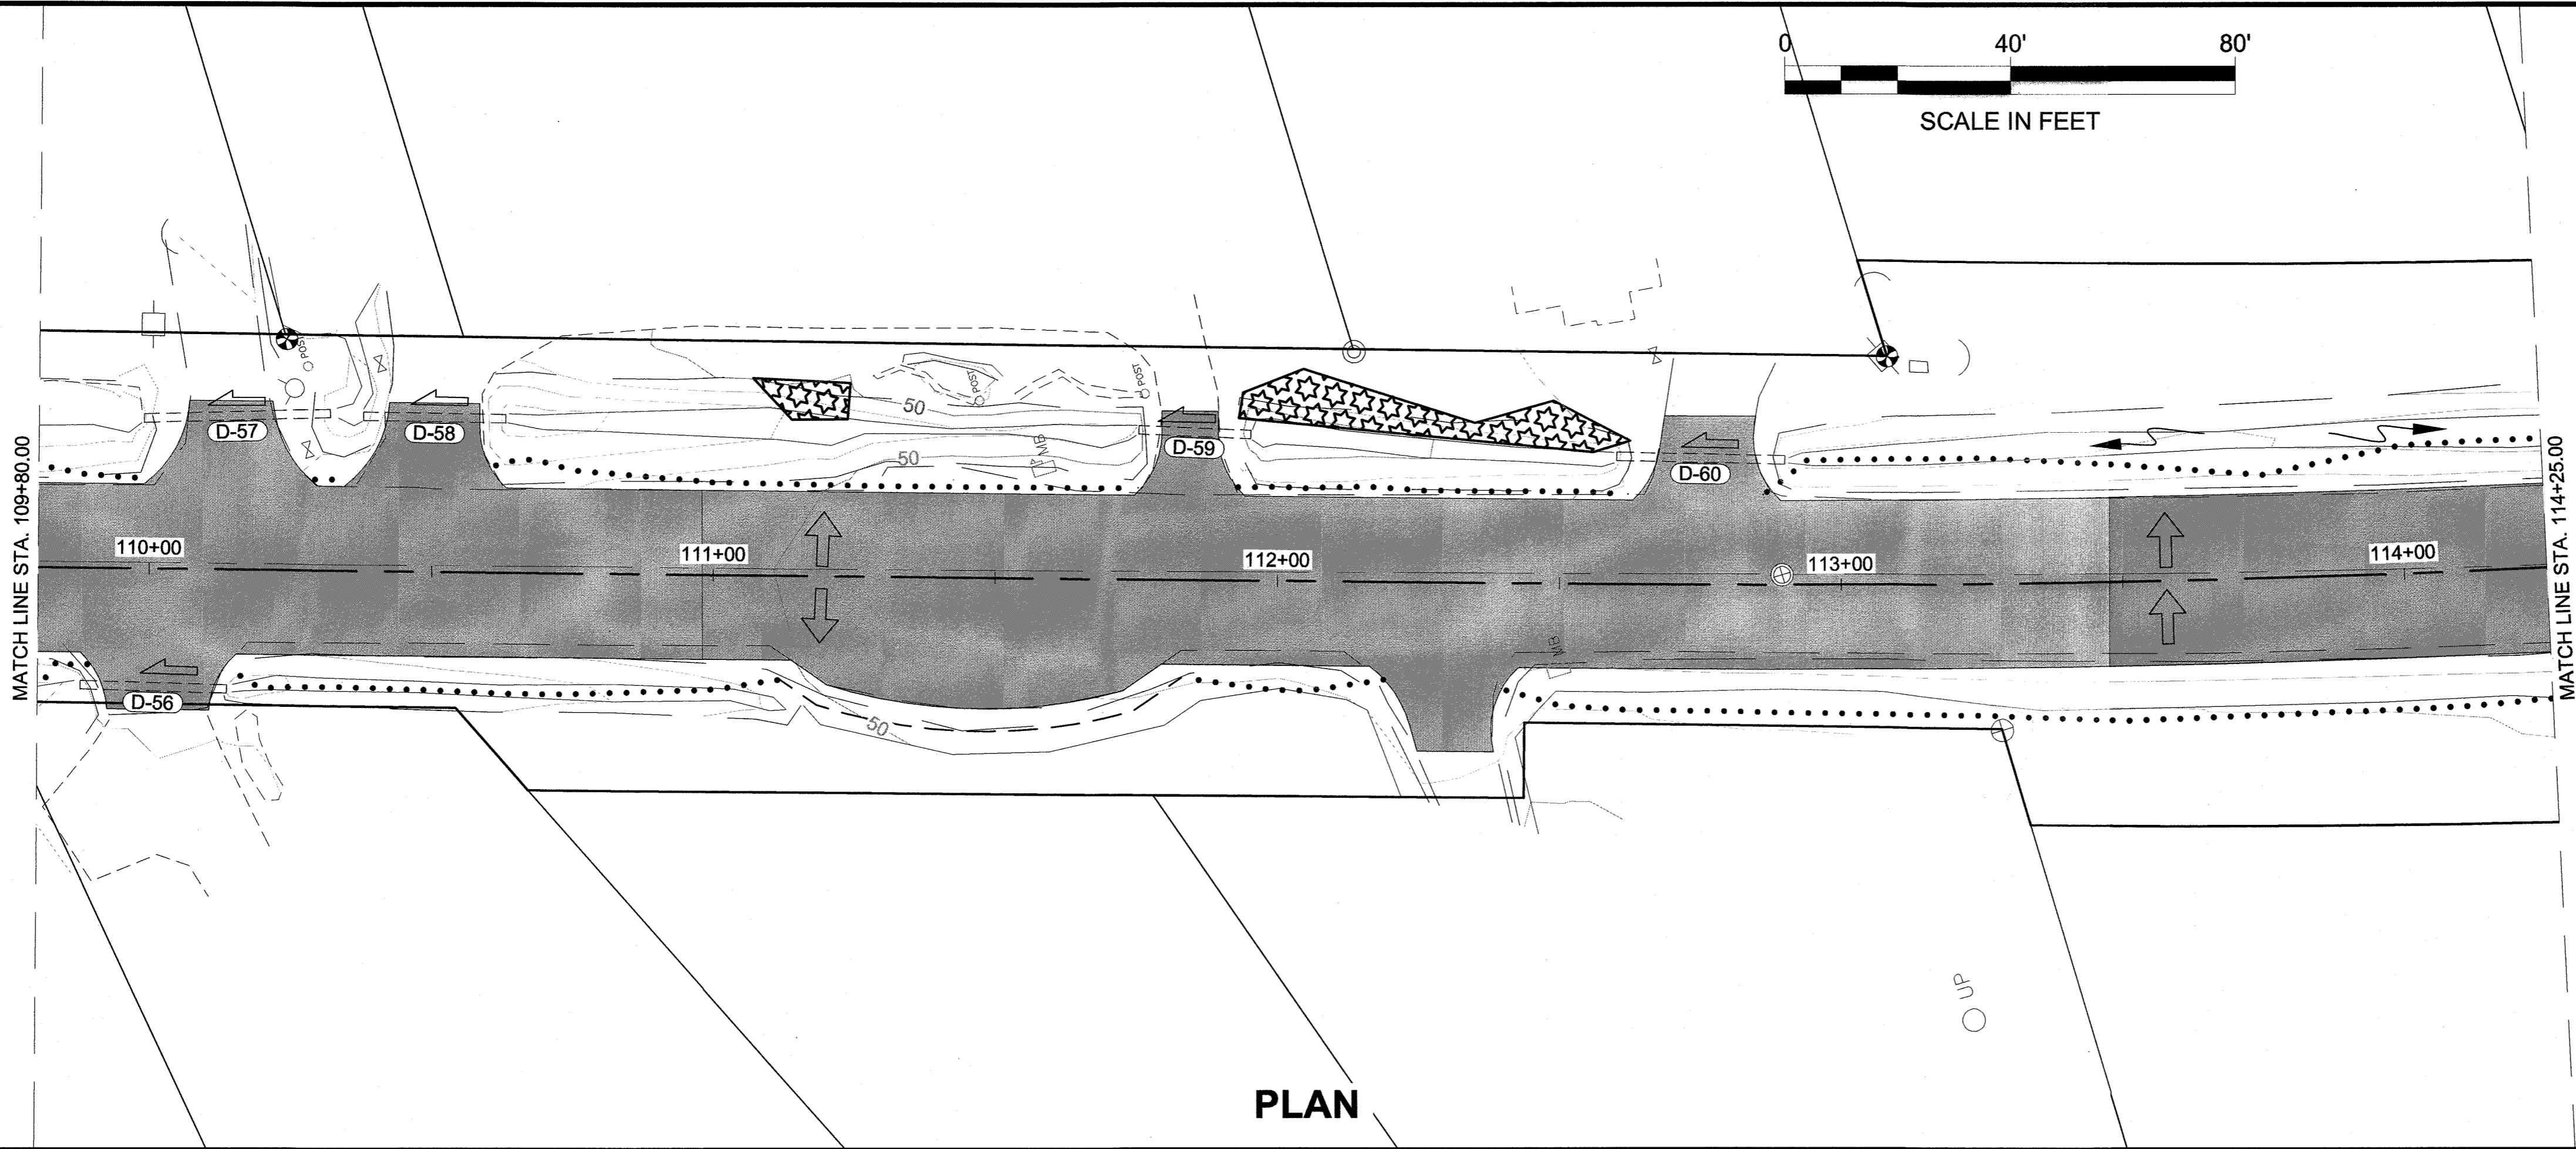 0 40' 80'
SCALE IN FEET
MATCH LINE STA. 109+80.00
MATCH LINE STA. 114+25.00
POST
POST
POST
50
50
MB
D-57
D-58
D-59
D-60
110+00
111+00
112+00
113+00
114+00
MB
D-56
50
UP
PLAN